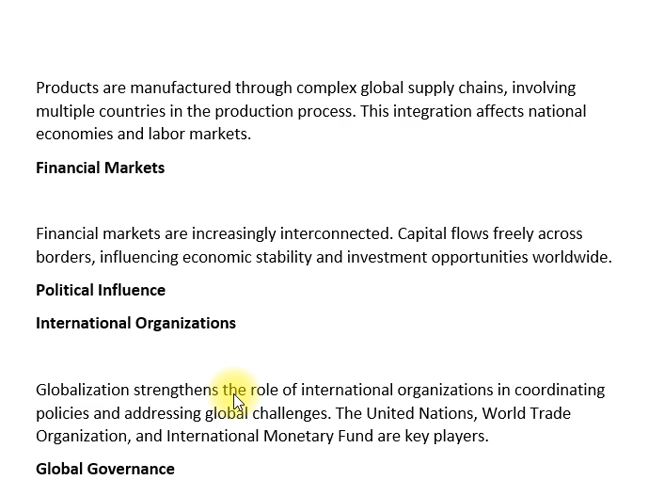 Products are manufactured through complex global supply chains, involving
multiple countries in the production process. This integration affects national
economies and labor markets.
Financial Markets
Financial markets are increasingly interconnected. Capital flows freely across
borders, influencing economic stability and investment opportunities worldwide.
Political Influence
International Organizations
Globalization strengthens the role of international organizations in coordinating
policies and addressing global challenges. The United Nations, World Trade
Organization, and International Monetary Fund are key players.
Global Governance